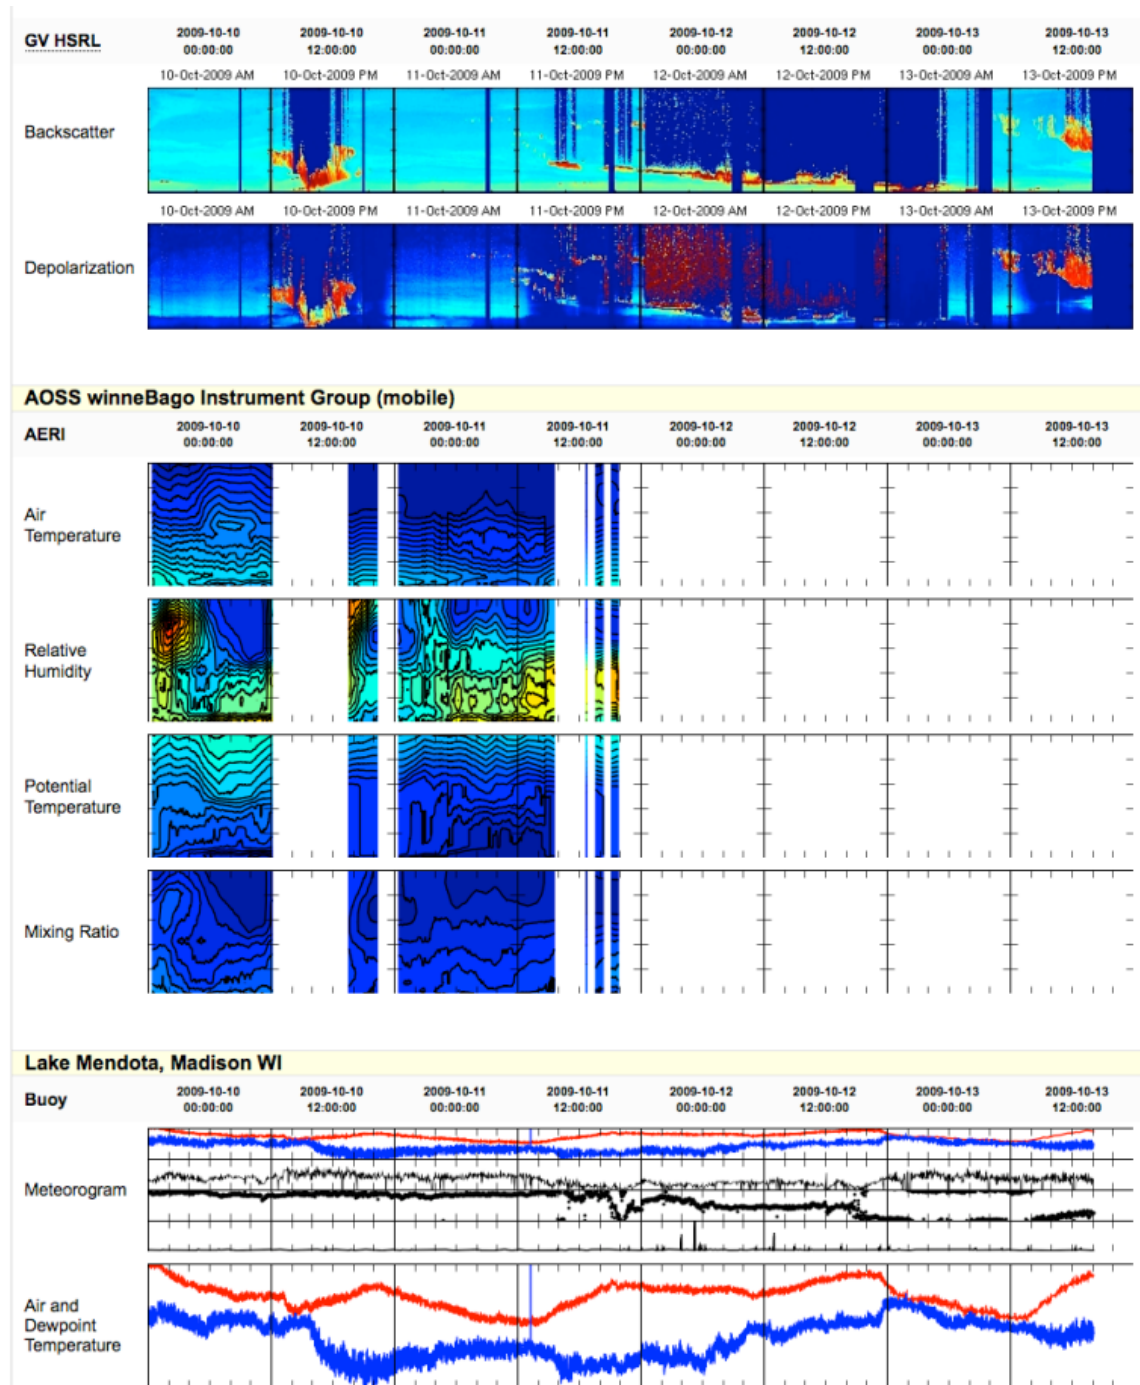 GV HSRL
2009-10-10 2009-10-10 2009-10-11 2009-10-11 2009-10-12 2009-10-12 2009-10-13 2009-10-13
00:00:00 12:00:00 00:00:00 12:00:00 00:00:00 12:00:00 00:00:00 12:00:00
10-Oct-2009 AM 10-Oct-2009 PM 11-Oct-2009 AM 11-Oct-2009 PM 12-Oct-2009 AM 12-Oct-2009 PM 13-Oct-2009 AM 13-Oct-2009 PM
Backscatter
10-Oct-2009 AM 10-Oct-2009 PM 11-Oct-2009 AM 11-Oct-2009 PM 12-Oct-2009 AM 12-Oct-2009 PM 13-Oct-2009 AM 13-Oct-2009 PM
Depolarization
AOSS winneBago Instrument Group (mobile)
AERI
2009-10-10 2009-10-10 2009-10-11 2009-10-11 2009-10-12 2009-10-12 2009-10-13 2009-10-13
00:00:00 12:00:00 00:00:00 12:00:00 00:00:00 12:00:00 00:00:00 12:00:00
Air
Temperature
Relative
Humidity
Potential
Temperature
Mixing Ratio
Lake Mendota, Madison WI
Buoy
2009-10-10 2009-10-10 2009-10-11 2009-10-11 2009-10-12 2009-10-12 2009-10-13 2009-10-13
00:00:00 12:00:00 00:00:00 12:00:00 00:00:00 12:00:00 00:00:00 12:00:00
Meteorogram
Air and
Dewpoint
Temperature